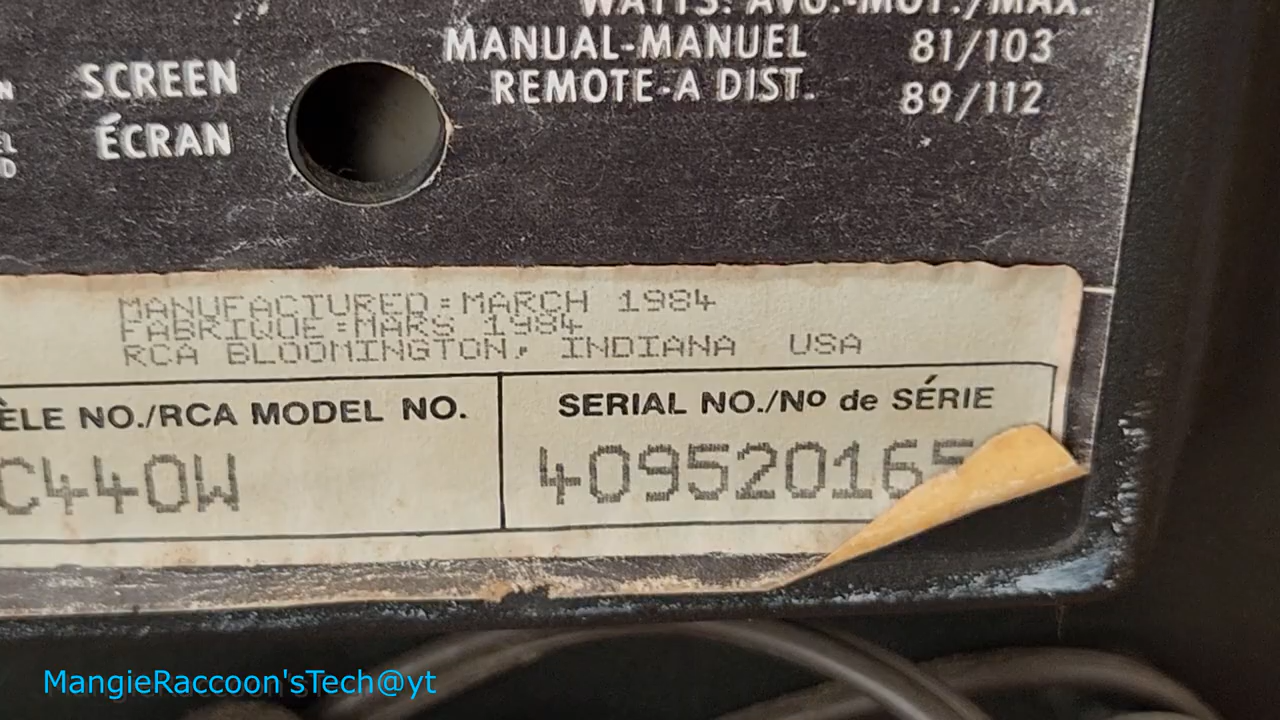 WATTS: AVG.-MOY./MAX.
MANUAL-MANUEL 81/103
REMOTE-A DIST. 89/112
SCREEN
ÉCRAN
MANUFACTURED:MARCH 1984
FABRIQUE:MARS 1984
RCA BLOOMINGTON, INDIANA USA
ÈLE NO./RCA MODEL NO.
SERIAL NO./Nº de SÉRIE
C440W
409520165
MangieRaccoon'sTech@yt